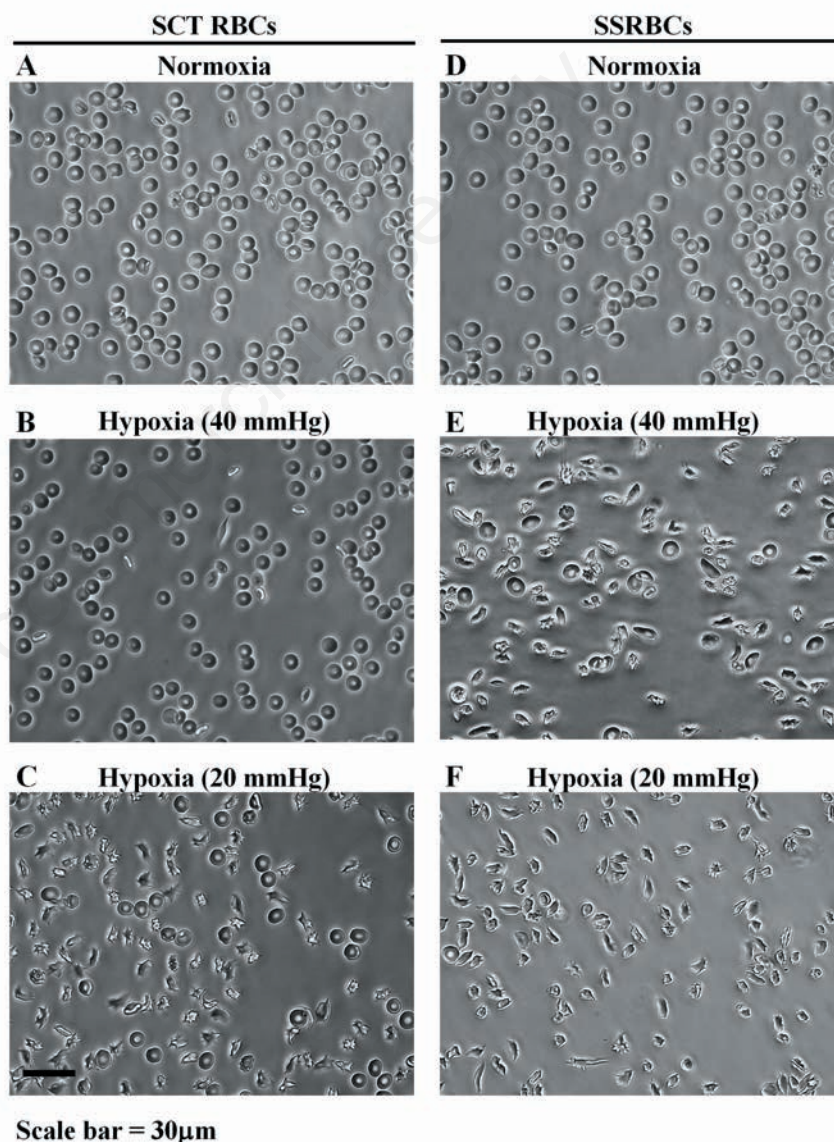 SCT RBCs
SSRBCs
A Normoxia
D Normoxia
B Hypoxia (40 mmHg)
E Hypoxia (40 mmHg)
C Hypoxia (20 mmHg)
F Hypoxia (20 mmHg)
Scale bar = 30μm